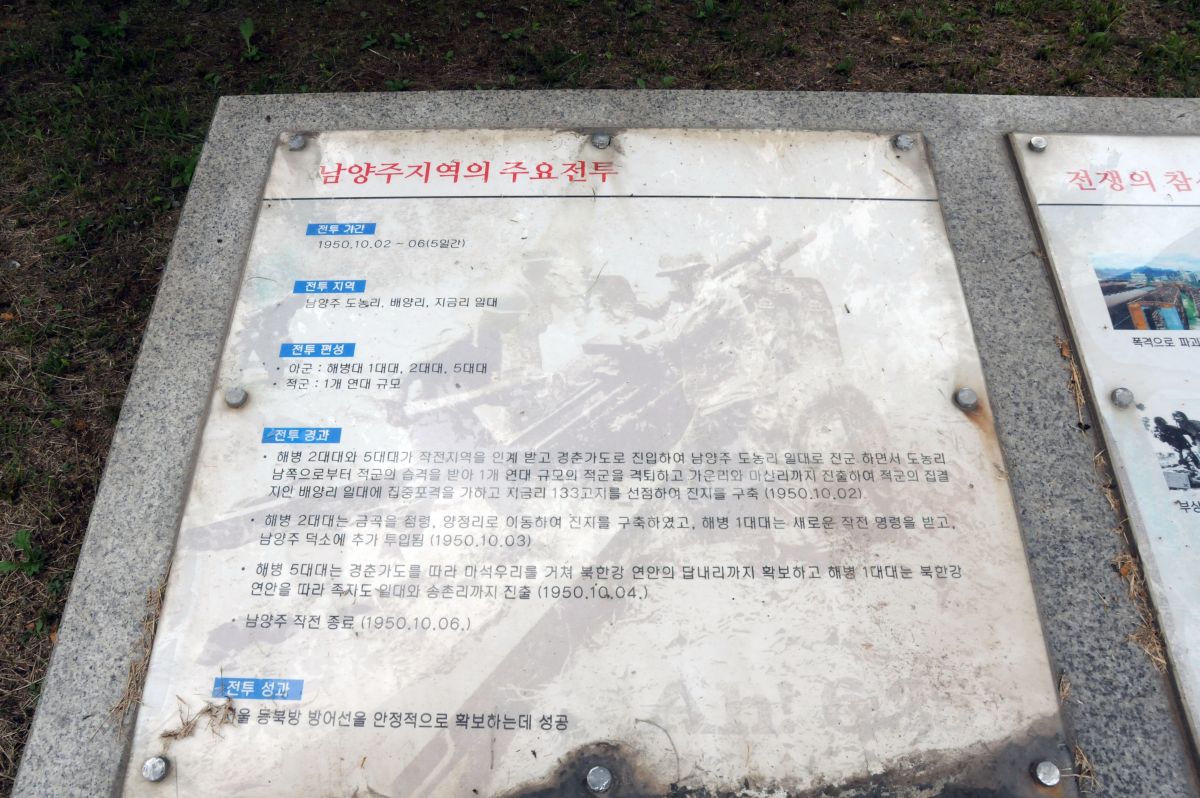 남양주지역의 주요전투
전투 기간
1950.10.02 ~ 06(5일간)
전투 지역
남양주 도농리, 배양리, 지금리 일대
전투 편성
· 아군 : 해병대 1대대, 2대대, 5대대
· 적군 : 1개 연대 규모
전투 경과
· 해병 2대대와 5대대가 작전지역을 인계 받고 경춘가도로 진입하여 남양주 도농리 일대로 진군 하면서 도농리
남쪽으로부터 적군의 습격을 받아 1개 연대 규모의 적군을 격퇴하고 가운리와 마산리까지 진출하여 적군의 집결
지안 배양리 일대에 집중포격을 가하고 지금리 133고지를 선점하여 진지를 구축 (1950.10.02)
· 해병 2대대는 금곡을 점령, 양정리로 이동하여 진지를 구축하였고, 해병 1대대는 새로운 작전 명령을 받고,
남양주 덕소에 추가 투입됨 (1950.10.03)
· 해병 5대대는 경춘가도를 따라 마석우리를 거쳐 북한강 연안의 답내리까지 확보하고 해병 1대대는 북한강
연안을 따라 족자도 일대와 송촌리까지 진출 (1950.10.04.)
· 남양주 작전 종료 (1950.10.06.)
전투 성과
서울 동북방 방어선을 안정적으로 확보하는데 성공
전쟁의 참
폭격으로 파괴
부상